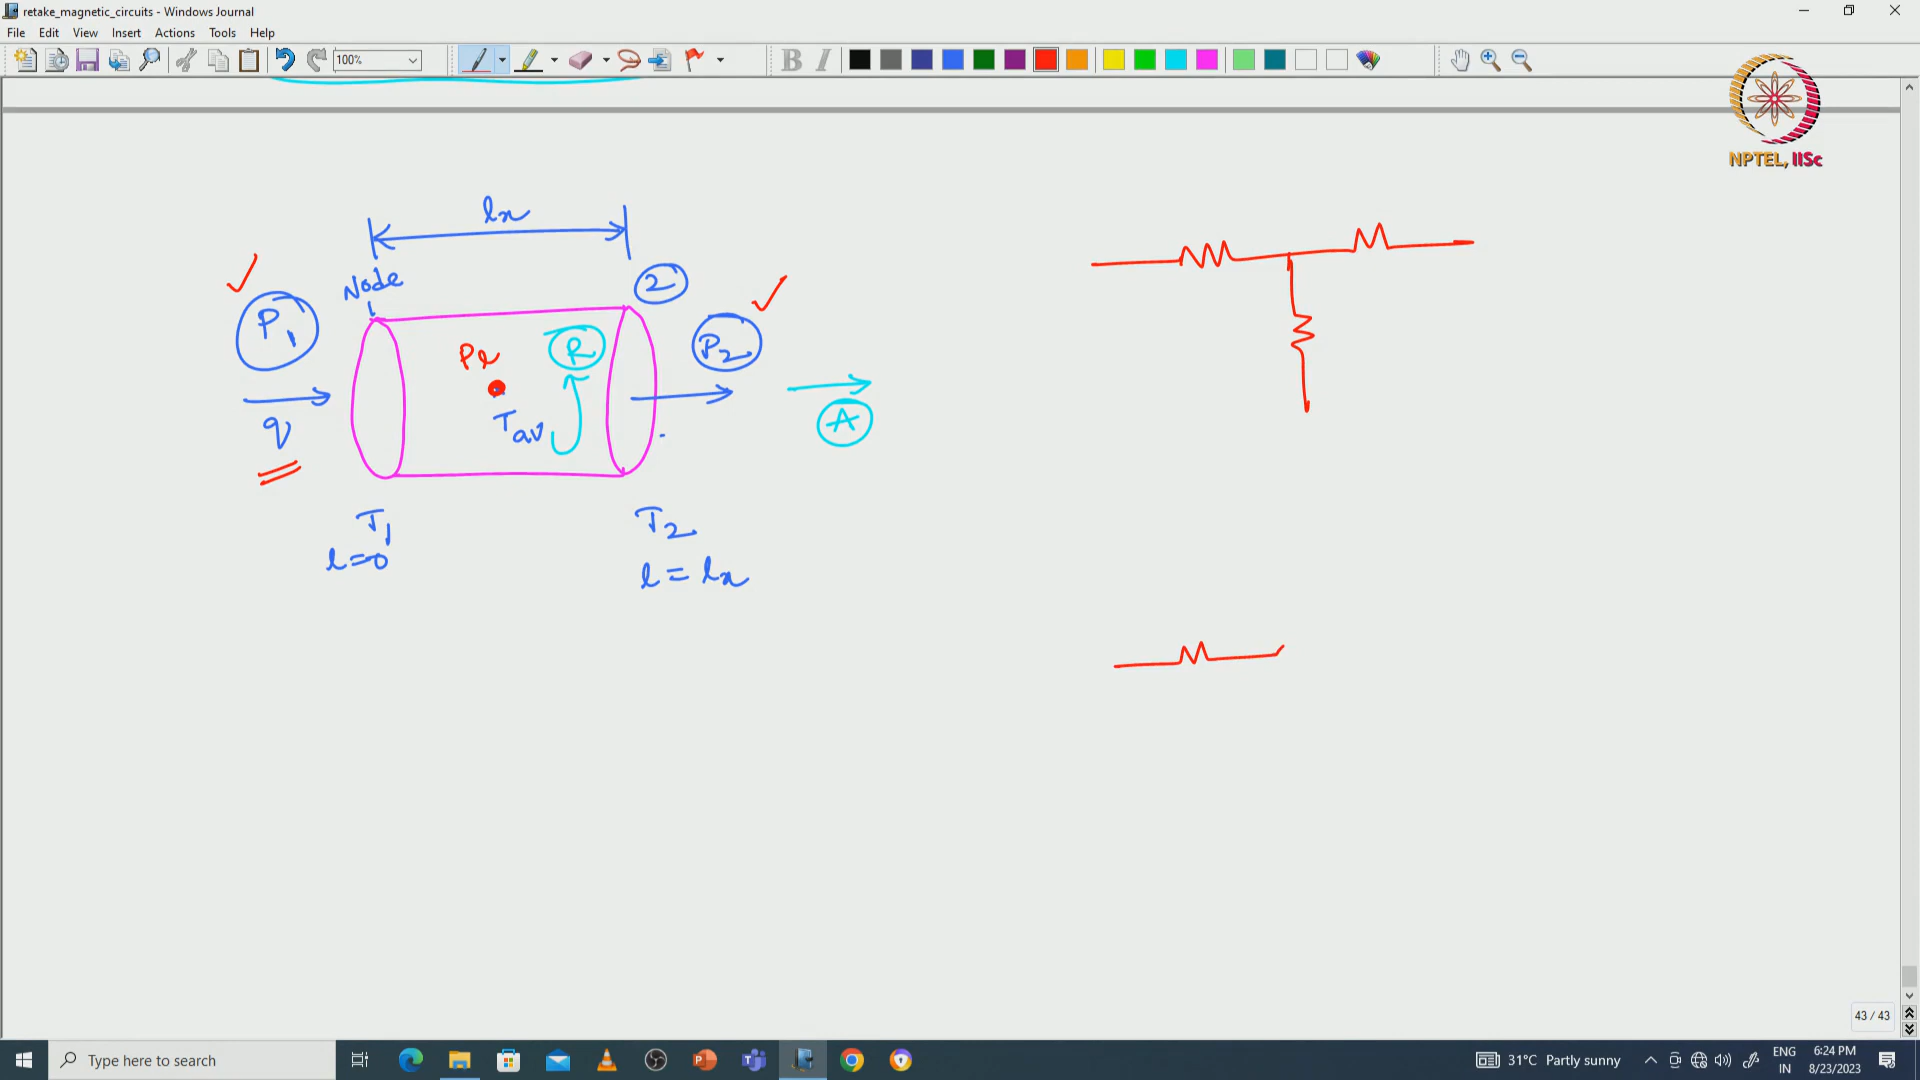 retake_magnetic_circuits - Windows Journal
File Edit View Insert Actions Tools Help
100%
B I
NPTEL, IISc
lx
Node
2
P1
P2
Pl
R
q
Tav
A
T1
T2
l=0
l = lx
43 / 43
Type here to search
31°C Partly sunny
ENG
IN
6:24 PM
8/23/2023